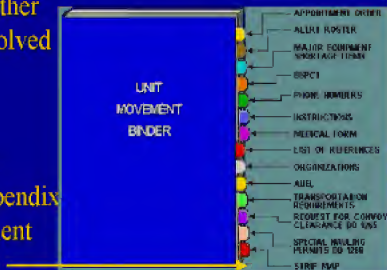 ther
olved
pendix
ent
UNIT
MOVEMENT
BINDER
APPOINTMENT ORDER
ALERT ROSTER
MAJOR EQUIPMENT
SHORTAGE ITEMS
PHONE NUMBERS
INSTRUCTIONS
MEDICAL FORM
LIST OF REFERENCES
ORGANIZATIONS
AUEL
TRANSPORTATION
REQUIREMENTS
REQUEST FOR CONVOY
CLEARANCE DD 1265
SPECIAL HAULING
PERMITS DD 1266
STRIP MAP